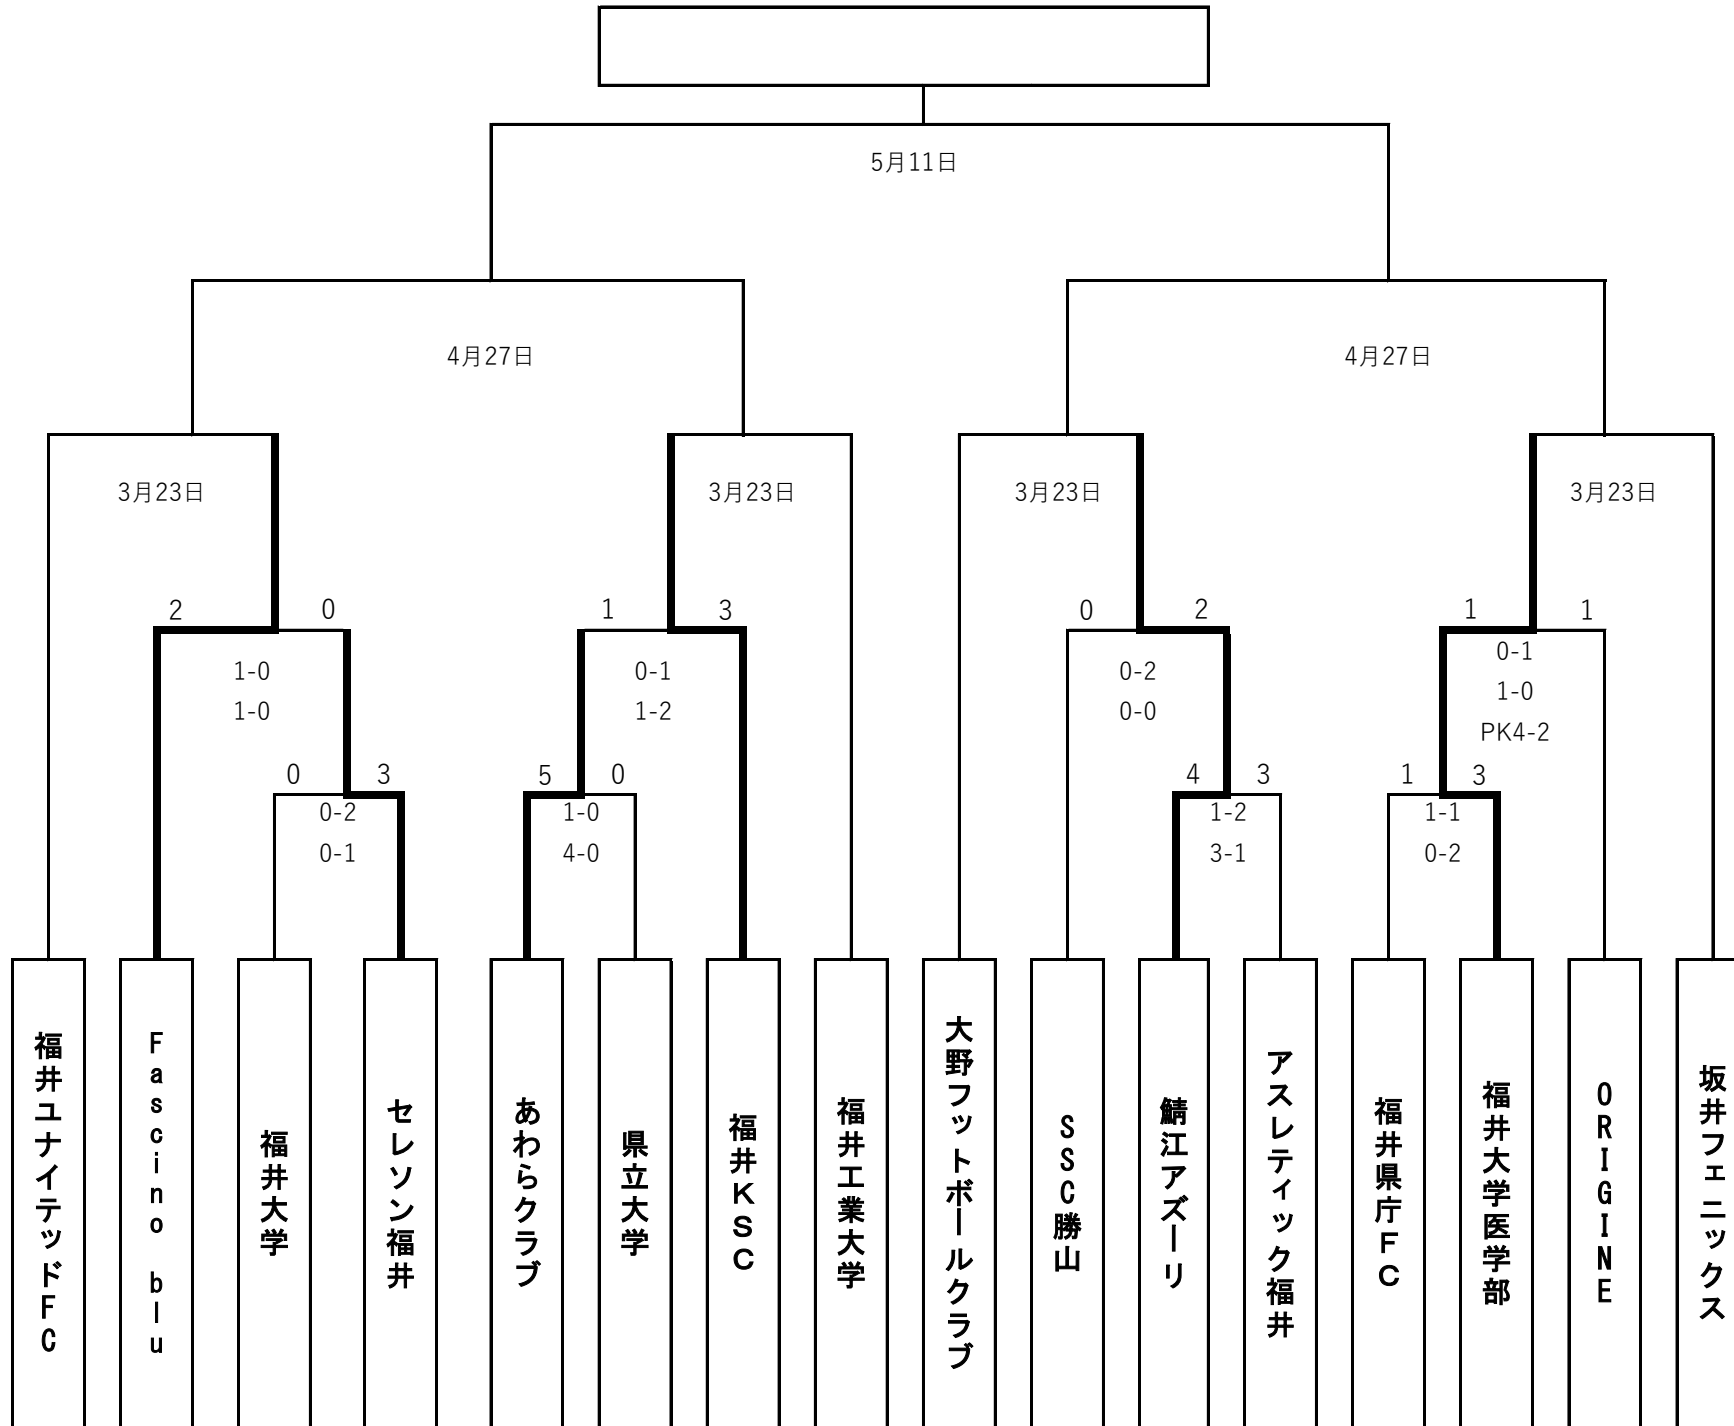 5月11日
4月27日
4月27日
3月23日
3月23日
3月23日
3月23日
2
0
1
3
0
2
1
1
1-0
1-0
0-1
1-2
0-2
0-0
0-1
1-0
PK4-2
0
3
5
0
4
3
1
3
0-2
0-1
1-0
4-0
1-2
3-1
1-1
0-2
福井ユナイテッドFC
Fascino blu
福井大学
セレソン福井
あわらクラブ
県立大学
福井KSC
福井工業大学
大野フットボールクラブ
SSC勝山
鯖江アズーリ
アスレティック福井
福井県庁FC
福井大学医学部
ORIGINE
坂井フェニックス